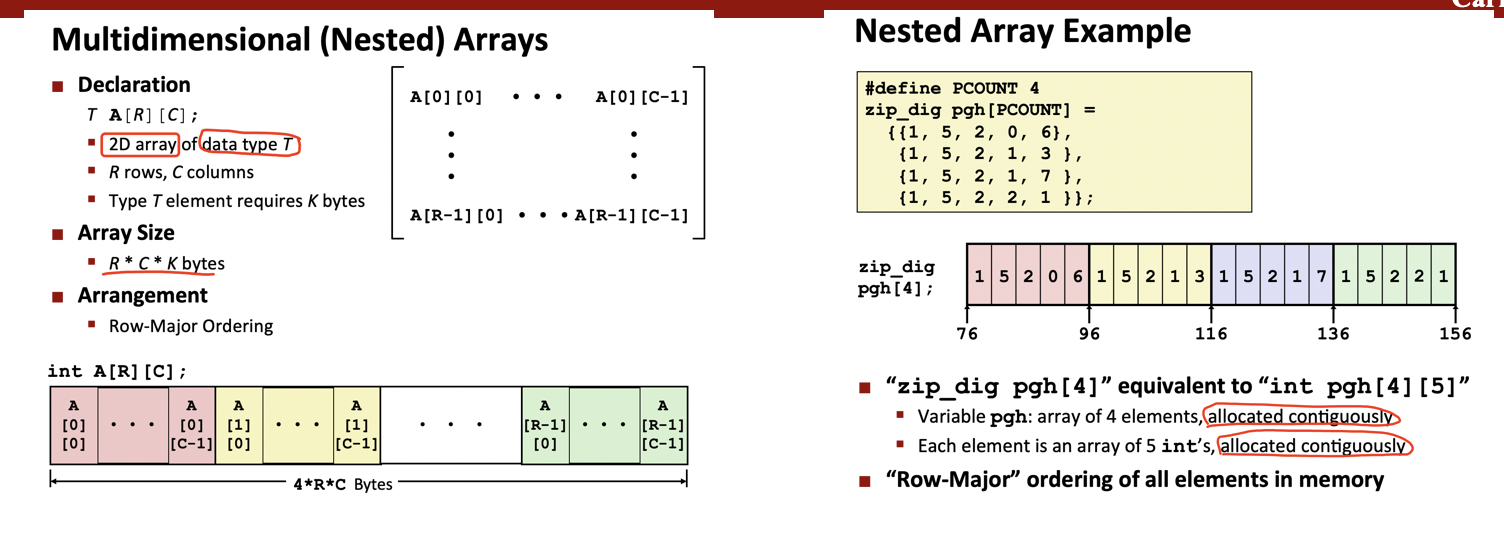 Multidimensional (Nested) Arrays
Declaration
T A[R][C];
2D array of data type T
R rows, C columns
Type T element requires K bytes
Array Size
R * C * K bytes
Arrangement
Row-Major Ordering
A[0][0] • • • A[0][C-1]
•
•
•
•
•
•
A[R-1][0] • • • A[R-1][C-1]
int A[R][C];
A [0] [0] • • • A [0] [C-1] A [1] [0] • • • A [1] [C-1] • • • A [R-1] [0] • • • A [R-1] [C-1]
4*R*C Bytes
Nested Array Example
#define PCOUNT 4
zip_dig pgh[PCOUNT] =
{{1, 5, 2, 0, 6},
{1, 5, 2, 1, 3 },
{1, 5, 2, 1, 7 },
{1, 5, 2, 2, 1 }};
zip_dig
pgh[4];
1 5 2 0 6 1 5 2 1 3 1 5 2 1 7 1 5 2 2 1
76 96 116 136 156
“zip_dig pgh[4]” equivalent to “int pgh[4][5]”
Variable pgh: array of 4 elements, allocated contiguously
Each element is an array of 5 int’s, allocated contiguously
“Row-Major” ordering of all elements in memory